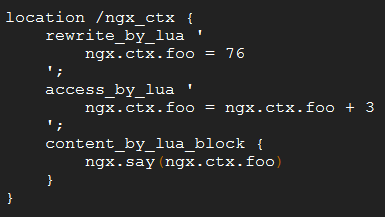 location /ngx_ctx {
    rewrite_by_lua '
        ngx.ctx.foo = 76
    ';
    access_by_lua '
        ngx.ctx.foo = ngx.ctx.foo + 3
    ';
    content_by_lua_block {
        ngx.say(ngx.ctx.foo)
    }
}